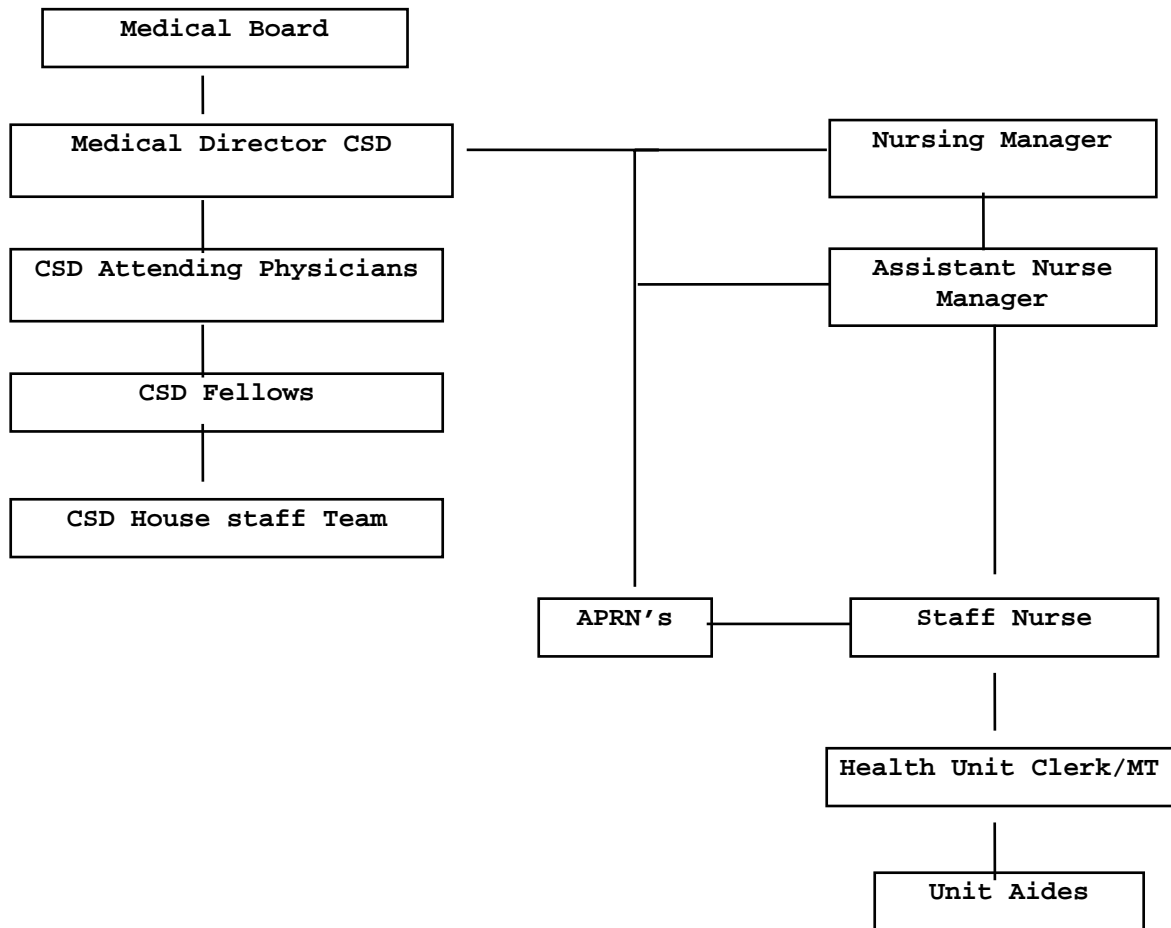 Medical Board
Medical Director CSD
Nursing Manager
CSD Attending Physicians
Assistant Nurse
Manager
CSD Fellows
CSD House staff Team
APRN’s
Staff Nurse
Health Unit Clerk/MT
Unit Aides